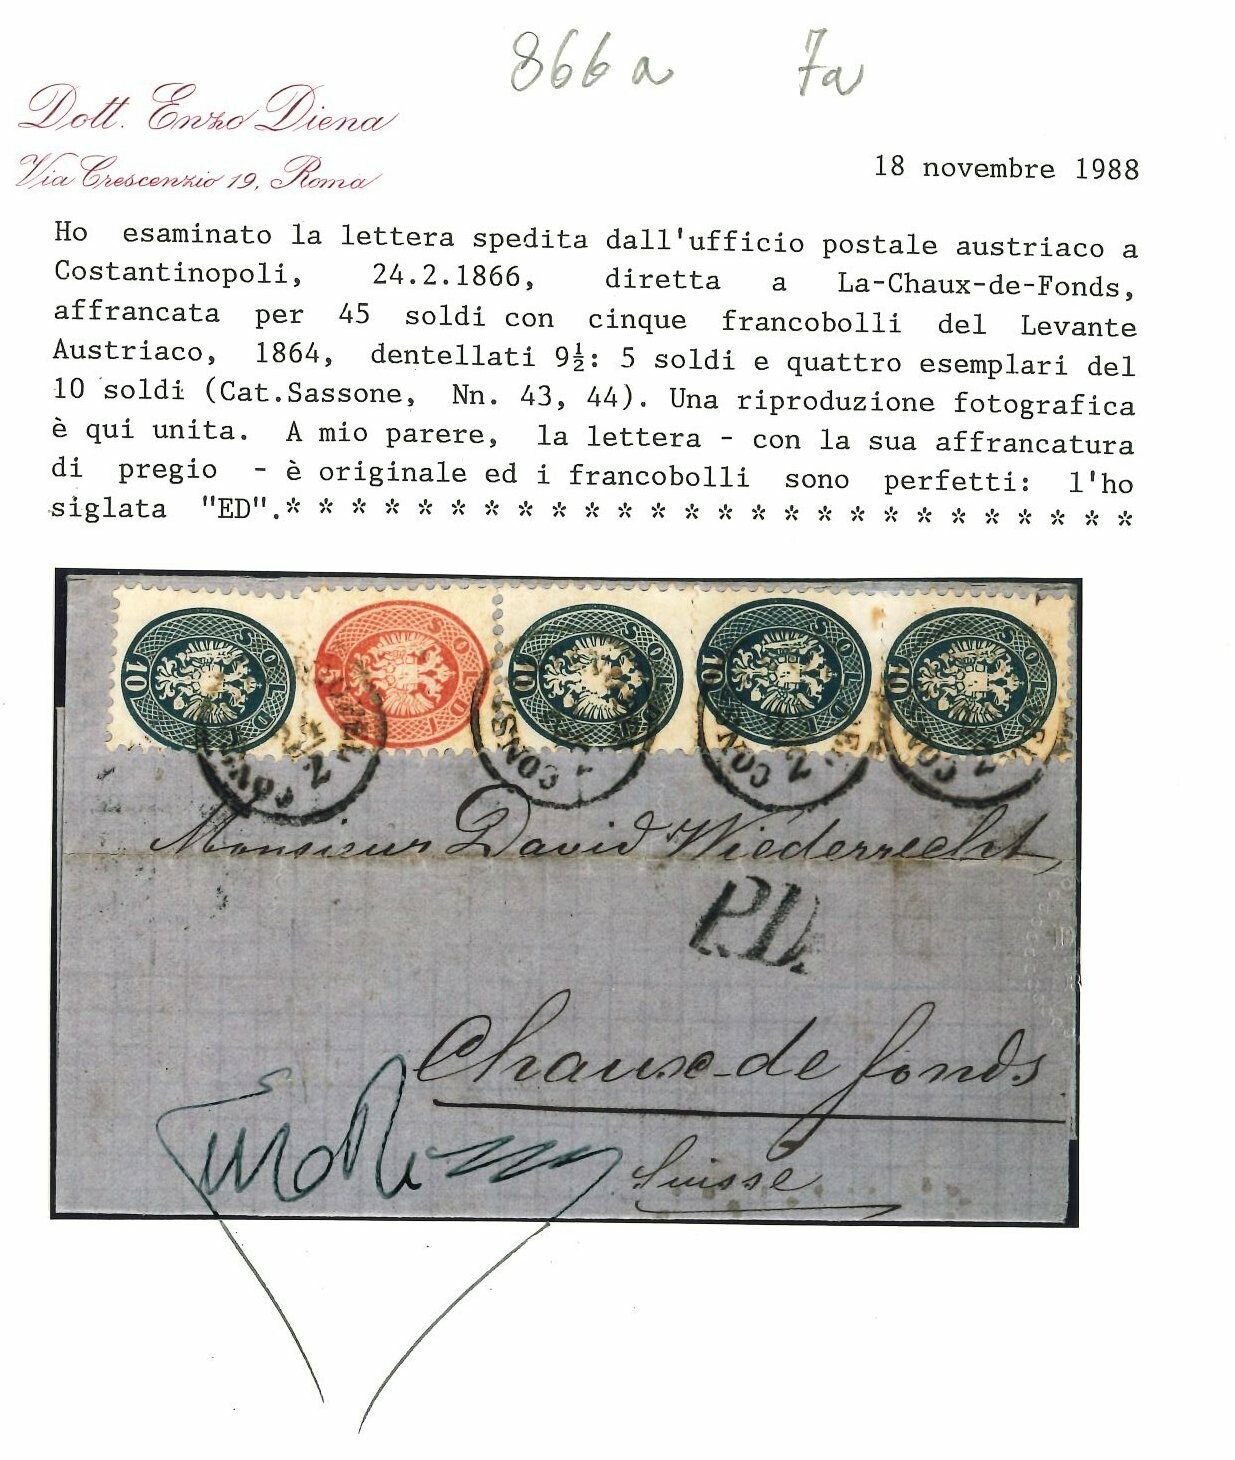 866a 7a
Dott. Enzo Diena
Via Crescenzio 19, Roma
18 novembre 1988
Ho esaminato la lettera spedita dall'ufficio postale austriaco a
Costantinopoli, 24.2.1866, diretta a La-Chaux-de-Fonds,
affrancata per 45 soldi con cinque francobolli del Levante
Austriaco, 1864, dentellati 9½: 5 soldi e quattro esemplari del
10 soldi (Cat.Sassone, Nn. 43, 44). Una riproduzione fotografica
è qui unita. A mio parere, la lettera - con la sua affrancatura
di pregio - è originale ed i francobolli sono perfetti: l'ho
siglata "ED".* * * * * * * * * * * * * * * * * * * * * * * * * *
10 SOLDI
SOLDI
10 SOLDI
10 SOLDI
10 SOLDI
Monsieur David Wiederrecht,
P.D.
Chaux-de fonds
Suisse